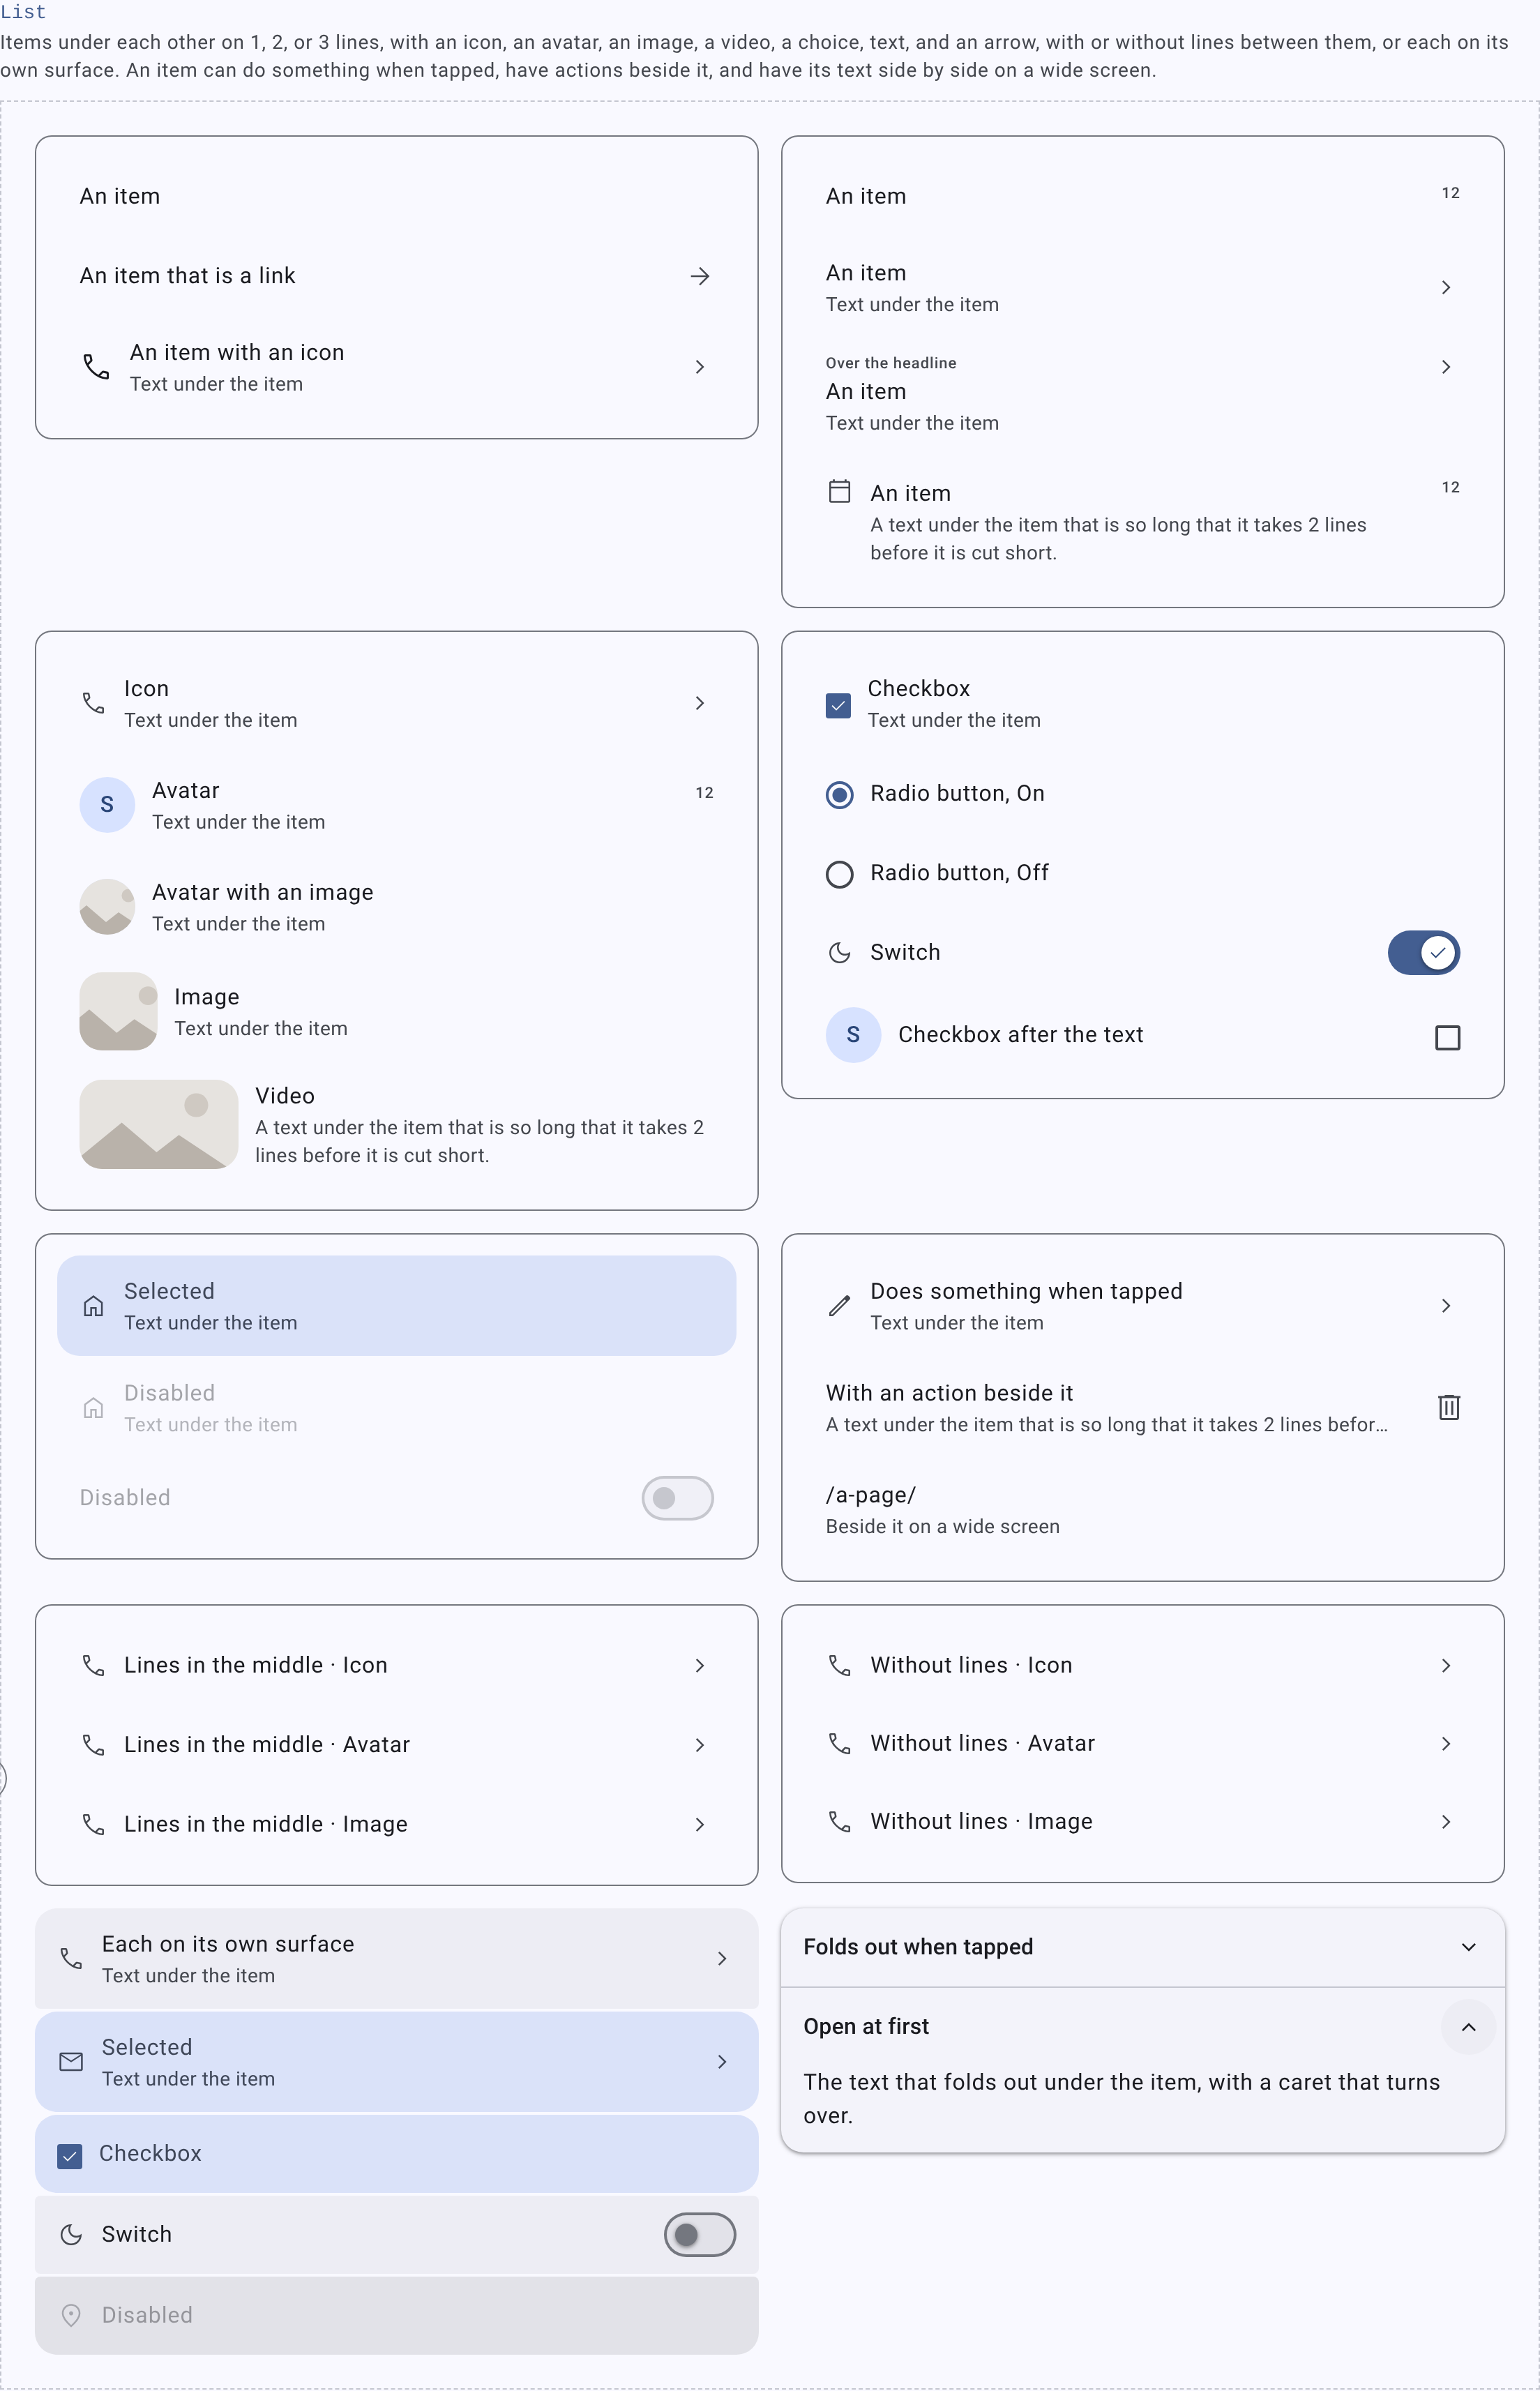 List
Items under each other on 1, 2, or 3 lines, with an icon, an avatar, an image, a video, a choice, text, and an arrow, with or without lines between them, or each on its
own surface. An item can do something when tapped, have actions beside it, and have its text side by side on a wide screen.
An item
An item that is a link
An item with an icon
Text under the item
An item
12
An item
Text under the item
Over the headline
An item
Text under the item
An item
12
A text under the item that is so long that it takes 2 lines
before it is cut short.
Icon
Text under the item
S
Avatar
12
Text under the item
Avatar with an image
Text under the item
Image
Text under the item
Video
A text under the item that is so long that it takes 2
lines before it is cut short.
Checkbox
Text under the item
Radio button, On
Radio button, Off
Switch
S
Checkbox after the text
Selected
Text under the item
Disabled
Text under the item
Disabled
Does something when tapped
Text under the item
With an action beside it
A text under the item that is so long that it takes 2 lines befor…
/a-page/
Beside it on a wide screen
Lines in the middle · Icon
Lines in the middle · Avatar
Lines in the middle · Image
Without lines · Icon
Without lines · Avatar
Without lines · Image
Each on its own surface
Text under the item
Selected
Text under the item
Checkbox
Switch
Disabled
Folds out when tapped
Open at first
The text that folds out under the item, with a caret that turns
over.